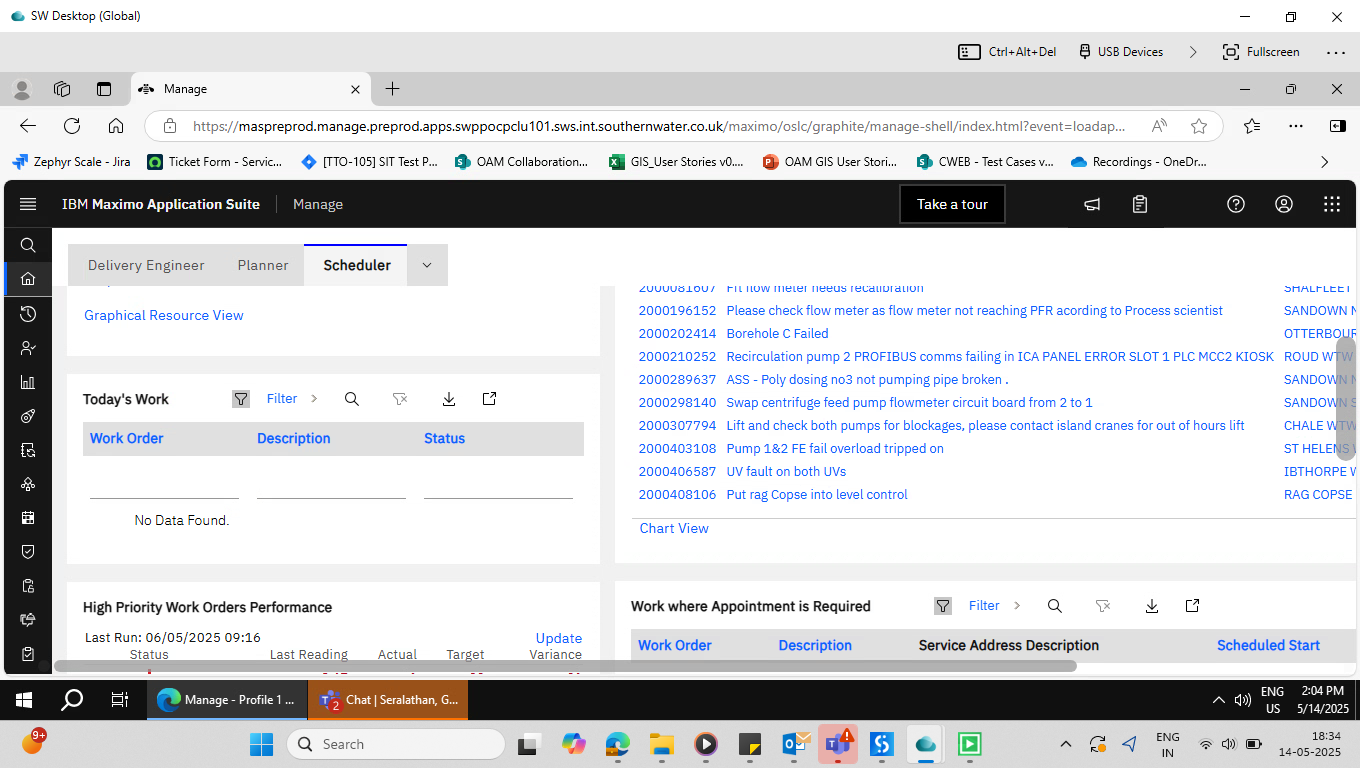 SW Desktop (Global)
Ctrl+Alt+Del
USB Devices
Fullscreen
Manage
https://maspreprod.manage.preprod.apps.swppocpclu101.sws.int.southernwater.co.uk/maximo/oslc/graphite/manage-shell/index.html?event=loadap...
Zephyr Scale - Jira
Ticket Form - Servic...
[TTO-105] SIT Test P...
OAM Collaboration...
GIS_User Stories v0....
OAM GIS User Stori...
CWEB - Test Cases v...
Recordings - OneDr...
IBM Maximo Application Suite
Manage
Take a tour
Delivery Engineer
Planner
Scheduler
Graphical Resource View
Today's Work
Filter
Work Order Description Status
No Data Found.
High Priority Work Orders Performance
Last Run: 06/05/2025 09:16
Update
Status Last Reading Actual Target Variance
2000081607 Fit flow meter needs recalibration SHALFLEET
2000196152 Please check flow meter as flow meter not reaching PFR acording to Process scientist SANDOWN N
2000202414 Borehole C Failed OTTERBOUR
2000210252 Recirculation pump 2 PROFIBUS comms failing in ICA PANEL ERROR SLOT 1 PLC MCC2 KIOSK ROUD WTW
2000289637 ASS - Poly dosing no3 not pumping pipe broken . SANDOWN N
2000298140 Swap centrifuge feed pump flowmeter circuit board from 2 to 1 SANDOWN S
2000307794 Lift and check both pumps for blockages, please contact island cranes for out of hours lift CHALE WTW
2000403108 Pump 1&2 FE fail overload tripped on ST HELENS W
2000406587 UV fault on both UVs IBTHORPE W
2000408106 Put rag Copse into level control RAG COPSE
Chart View
Work where Appointment is Required
Filter
Work Order Description Service Address Description Scheduled Start
Manage - Profile 1 ...
2
Chat | Seralathan, G...
ENG
US
2:04 PM
5/14/2025
9+
Search
ENG
IN
18:34
14-05-2025